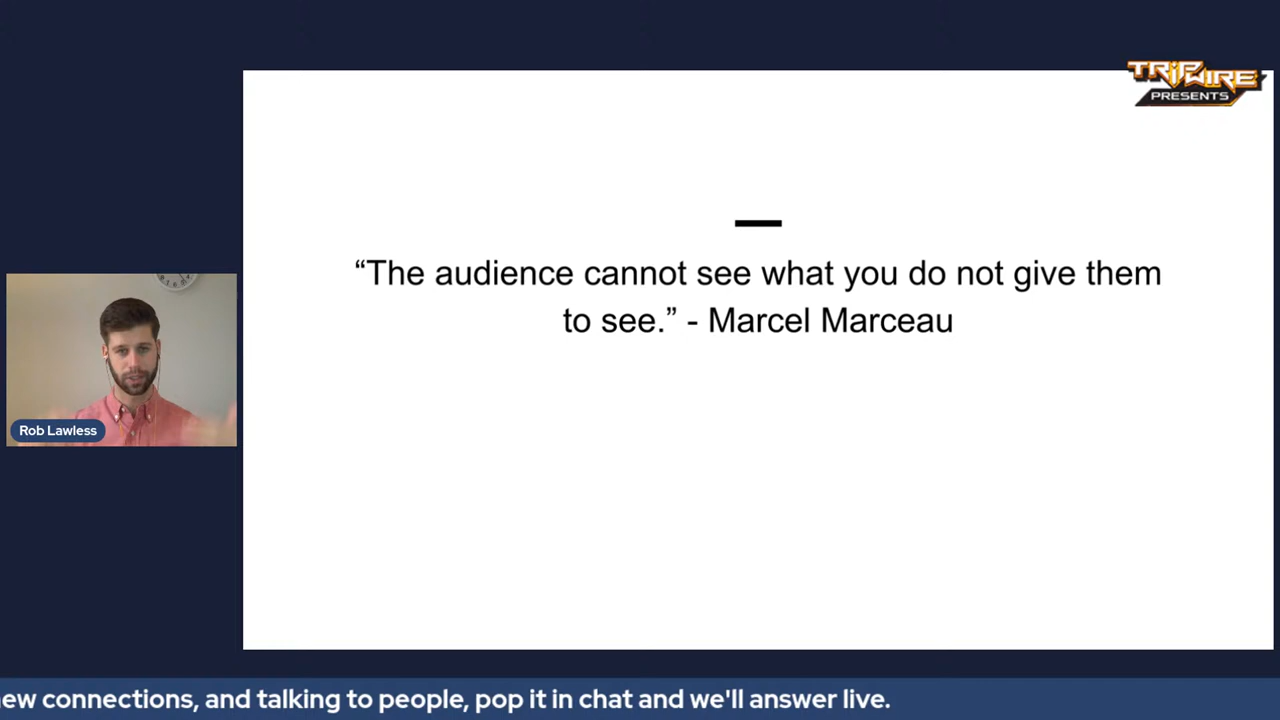 TRIPWIRE
PRESENTS
“The audience cannot see what you do not give them
to see.” - Marcel Marceau
Rob Lawless
new connections, and talking to people, pop it in chat and we'll answer live.